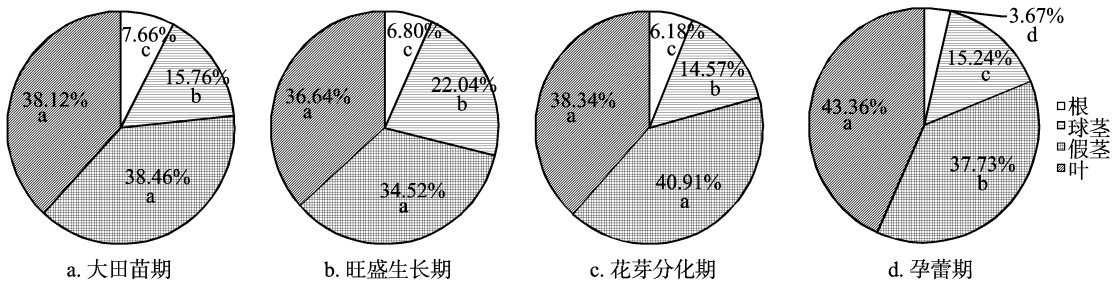 7.66%
c
15.76%
b
38.46%
a
38.12%
a
a. 大田苗期
6.80%
c
22.04%
b
34.52%
a
36.64%
a
b. 旺盛生长期
6.18%
c
14.57%
b
40.91%
a
38.34%
a
c. 花芽分化期
3.67%
d
15.24%
c
37.73%
b
43.36%
a
d. 孕蕾期
根
球茎
假茎
叶